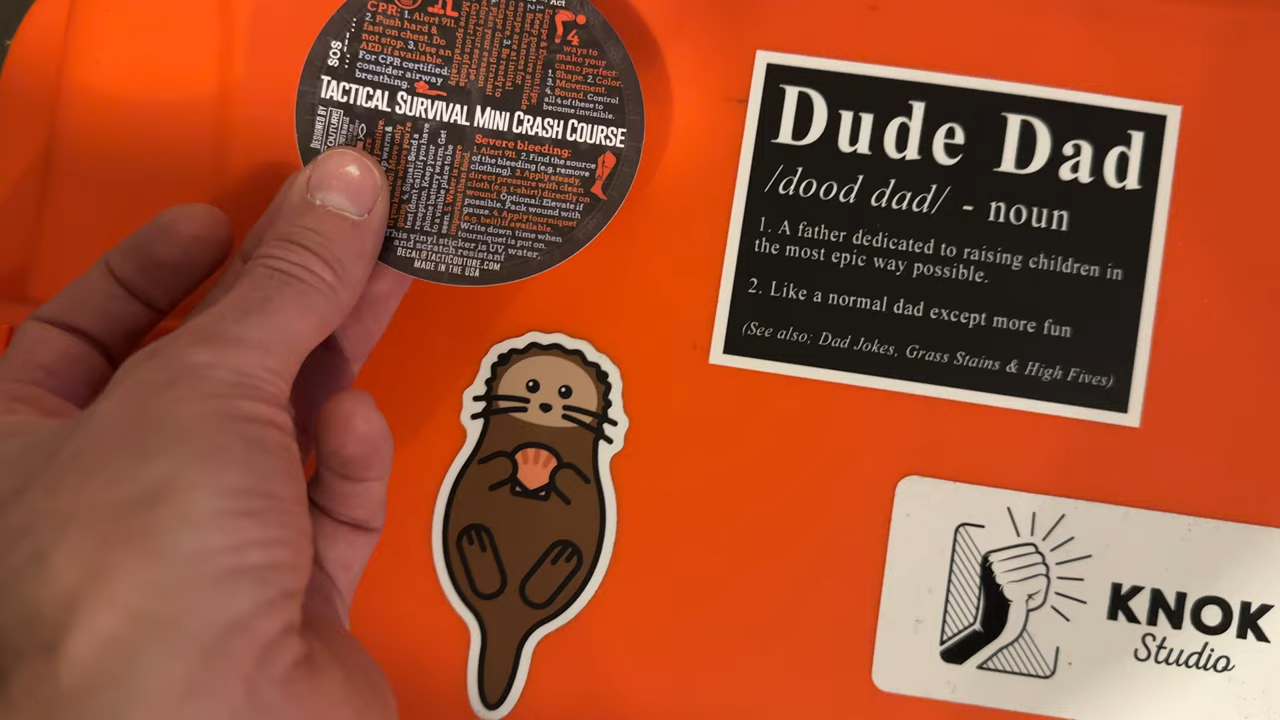 Act
CPR: 1. Alert 911.
2. Push hard &
fast on chest. Do
not stop. 3. Use an
AED if available.
For CPR certified:
consider airway
breathing.
SOS
4
ways to
make your
camo perfect:
1. Shape. 2. Color.
3. Movement.
4. Sound. Control
all 4 of these to
become invisible.
TACTICAL SURVIVAL MINI CRASH COURSE
DESIGNED BY
Severe bleeding:
1. Alert 911. 2. Find the source
of the bleeding (e.g. remove
clothing). 3. Apply steady,
direct pressure with clean
cloth (e.g. t-shirt) directly on
wound. Optional: Elevate if
possible. Pack wound with
gauze. 4. Apply tourniquet
(e.g. belt) if available.
Write down time when
tourniquet is put on.
This vinyl sticker is UV, water,
and scratch resistant
DECAL@TACTICOUTURE.COM
MADE IN THE USA
Dude Dad
/dood dad/ - noun
1. A father dedicated to raising children in
the most epic way possible.
2. Like a normal dad except more fun
(See also; Dad Jokes, Grass Stains & High Fives)
KNOK
Studio